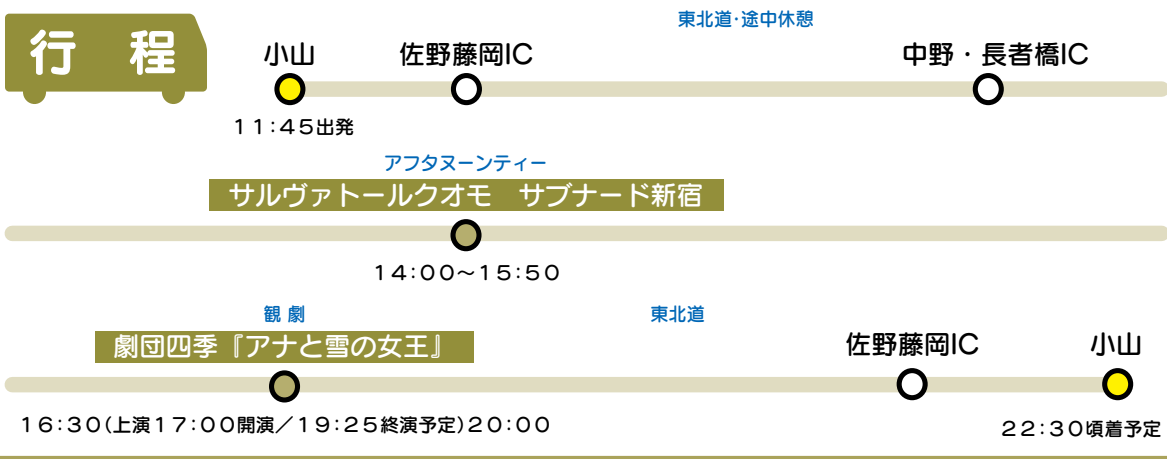 行 程
東北道・途中休憩
小山 佐野藤岡IC 中野・長者橋IC
11:45出発
アフタヌーンティー
サルヴァトールクオモ サブナード新宿
14:00~15:50
観 劇 東北道
劇団四季『アナと雪の女王』 佐野藤岡IC 小山
16:30(上演17:00開演/19:25終演予定)20:00 22:30頃着予定